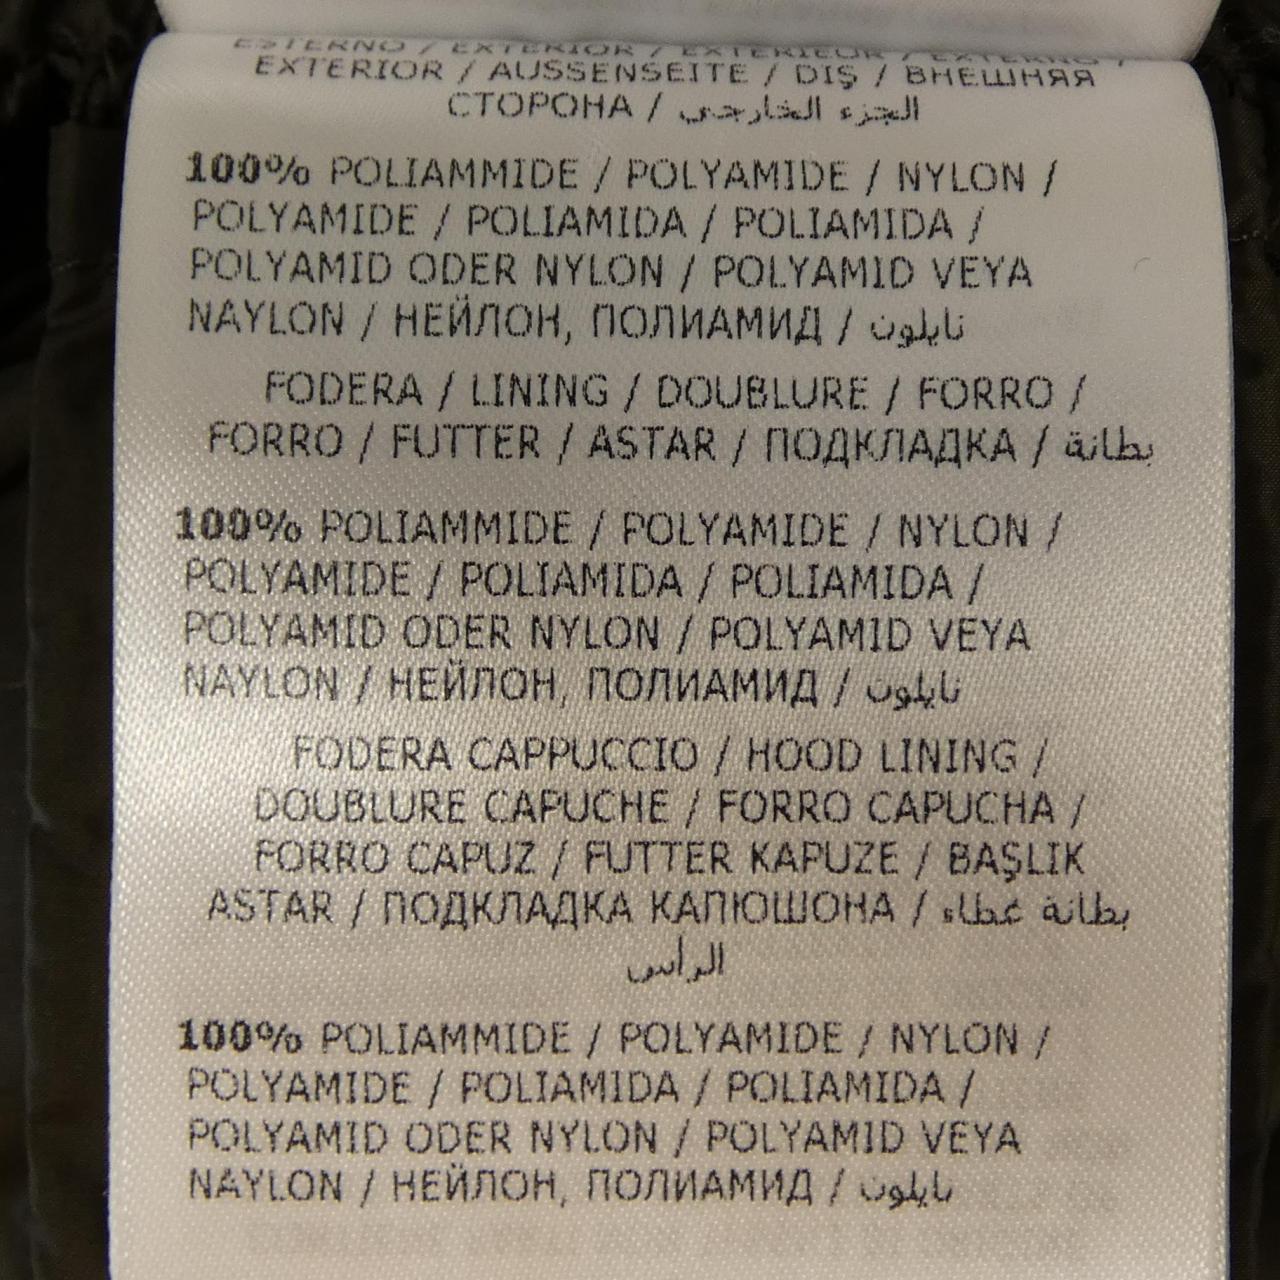 ESTERNO / EXTERIOR / EXTERIEUR / EXTERNO /
EXTERIOR / AUSSENSEITE / DIŞ / ВНЕШНЯЯ
СТОРОНА / الجزء الخارجي
100% POLIAMMIDE / POLYAMIDE / NYLON /
POLYAMIDE / POLIAMIDA / POLIAMIDA /
POLYAMID ODER NYLON / POLYAMID VEYA
NAYLON / НЕЙЛОН, ПОЛИАМИД / نايلون
FODERA / LINING / DOUBLURE / FORRO /
FORRO / FUTTER / ASTAR / ПОДКЛАДКА / بطانة
100% POLIAMMIDE / POLYAMIDE / NYLON /
POLYAMIDE / POLIAMIDA / POLIAMIDA /
POLYAMID ODER NYLON / POLYAMID VEYA
NAYLON / НЕЙЛОН, ПОЛИАМИД / نايلون
FODERA CAPPUCCIO / HOOD LINING /
DOUBLURE CAPUCHE / FORRO CAPUCHA /
FORRO CAPUZ / FUTTER KAPUZE / BAŞLIK
ASTAR / ПОДКЛАДКА КАПЮШОНА / بطانة غطاء
الرأس
100% POLIAMMIDE / POLYAMIDE / NYLON /
POLYAMIDE / POLIAMIDA / POLIAMIDA /
POLYAMID ODER NYLON / POLYAMID VEYA
NAYLON / НЕЙЛОН, ПОЛИАМИД / نايلون